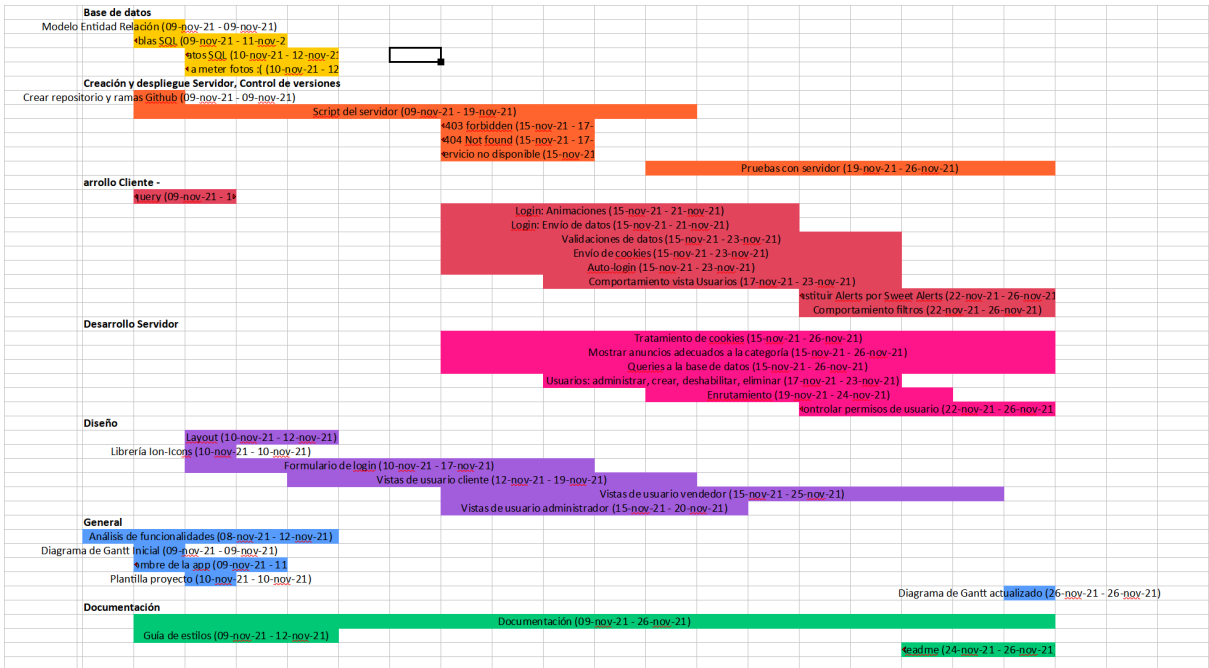 Base de datos
Modelo Entidad Relación (09-nov-21 - 09-nov-21)
blas SQL (09-nov-21 - 11-nov-2
atos SQL (10-nov-21 - 12-nov-21
a meter fotos :( (10-nov-21 - 12
Creación y despliegue Servidor, Control de versiones
Crear repositorio y ramas Github (09-nov-21 - 09-nov-21)
Script del servidor (09-nov-21 - 19-nov-21)
403 forbidden (15-nov-21 - 17-
404 Not found (15-nov-21 - 17-
ervicio no disponible (15-nov-21
Pruebas con servidor (19-nov-21 - 26-nov-21)
arrollo Cliente -
uery (09-nov-21 - 1
Login: Animaciones (15-nov-21 - 21-nov-21)
Login: Envío de datos (15-nov-21 - 21-nov-21)
Validaciones de datos (15-nov-21 - 23-nov-21)
Envío de cookies (15-nov-21 - 23-nov-21)
Auto-login (15-nov-21 - 23-nov-21)
Comportamiento vista Usuarios (17-nov-21 - 23-nov-21)
stituir Alerts por Sweet Alerts (22-nov-21 - 26-nov-21
Comportamiento filtros (22-nov-21 - 26-nov-21)
Desarrollo Servidor
Tratamiento de cookies (15-nov-21 - 26-nov-21)
Mostrar anuncios adecuados a la categoría (15-nov-21 - 26-nov-21)
Queries a la base de datos (15-nov-21 - 26-nov-21)
Usuarios: administrar, crear, deshabilitar, eliminar (17-nov-21 - 23-nov-21)
Enrutamiento (19-nov-21 - 24-nov-21)
ontrolar permisos de usuario (22-nov-21 - 26-nov-21
Diseño
Layout (10-nov-21 - 12-nov-21)
Librería Ion-Icons (10-nov-21 - 10-nov-21)
Formulario de login (10-nov-21 - 17-nov-21)
Vistas de usuario cliente (12-nov-21 - 19-nov-21)
Vistas de usuario vendedor (15-nov-21 - 25-nov-21)
Vistas de usuario administrador (15-nov-21 - 20-nov-21)
General
Análisis de funcionalidades (08-nov-21 - 12-nov-21)
Diagrama de Gantt Inicial (09-nov-21 - 09-nov-21)
mbre de la app (09-nov-21 - 11
Plantilla proyecto (10-nov-21 - 10-nov-21)
Diagrama de Gantt actualizado (26-nov-21 - 26-nov-21)
Documentación
Documentación (09-nov-21 - 26-nov-21)
Guía de estilos (09-nov-21 - 12-nov-21)
eadme (24-nov-21 - 26-nov-21